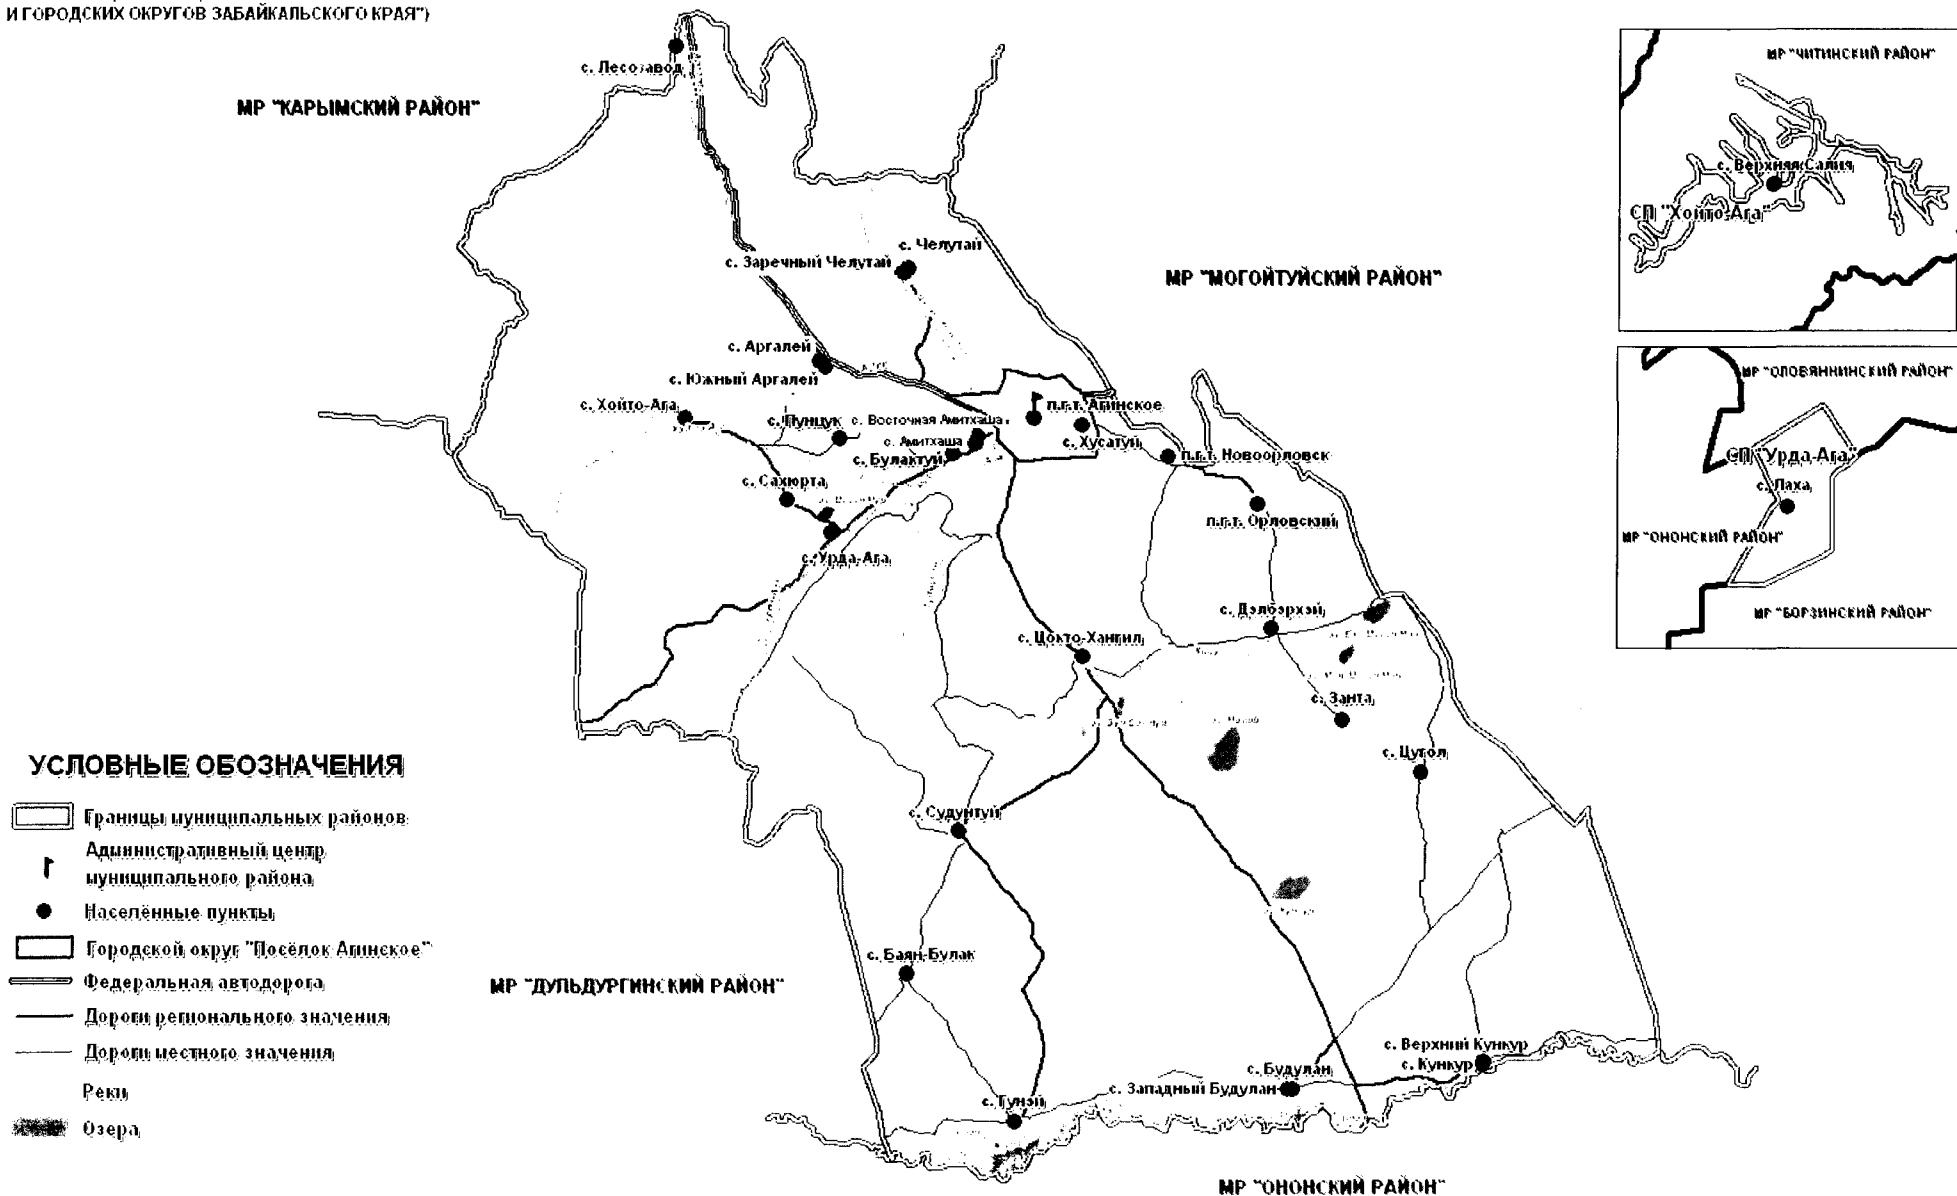 И ГОРОДСКИХ ОКРУГОВ ЗАБАЙКАЛЬСКОГО КРАЯ")
с. Лесозавод
МР "КАРЫМСКИЙ РАЙОН"
МР "ЧИТИНСКИЙ РАЙОН"
с. Верхняя Салия
СП "Хойто-Ага"
с. Челутай
с. Заречный Челутай
МР "МОГОЙТУЙСКИЙ РАЙОН"
с. Аргалей
с. Южный Аргалей
МР "ОЛОВЯННИНСКИЙ РАЙОН"
с. Хойто-Ага
п.г.т. Агинское
с. Пунцук
с. Восточная Амитхаша
с. Амитхаша
с. Хусатуй
с. Булактуй
п.г.т. Новоорловск
СП "Урда-Ага"
с. Сахюрта
с. Лаха
п.г.т. Орловский
МР "ОНОНСКИЙ РАЙОН"
с. Урда-Ага
с. Дэлбэрхэй
МР "БОРЗИНСКИЙ РАЙОН"
с. Цокто-Хангил
с. Занта
с. Цугол
УСЛОВНЫЕ ОБОЗНАЧЕНИЯ
Границы муниципальных районов
Административный центр
муниципального района
Населённые пункты
Городской округ "Посёлок Агинское"
Федеральная автодорога
Дороги регионального значения
Дороги местного значения
Реки
Озера
с. Судунтуй
с. Баян-Булак
МР "ДУЛЬДУРГИНСКИЙ РАЙОН"
с. Верхний Кункур
с. Кункур
с. Будулан
с. Западный Будулан
с. Гунэй
МР "ОНОНСКИЙ РАЙОН"